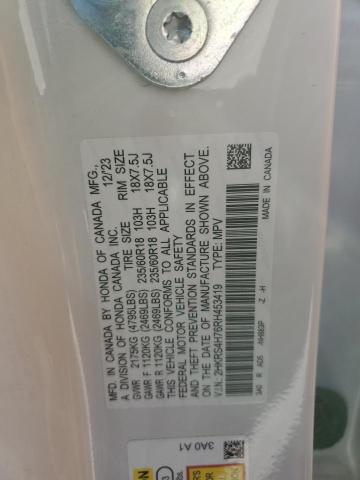 MADE IN CANADA BY HONDA OF CANADA MFG.,
A DIVISION OF HONDA CANADA INC. 12/'23
TIRE SIZE RIM SIZE
GVWR 2175KG (4795LBS)
GAWR F 1120KG (2469LBS) 235/60R18 103H 18X7.5J
GAWR R 1120KG (2469LBS) 235/60R18 103H 18X7.5J
THIS VEHICLE CONFORMS TO ALL APPLICABLE
FEDERAL MOTOR VEHICLE SAFETY AND
THEFT PREVENTION STANDARDS IN EFFECT
ON THE DATE OF MANUFACTURE SHOWN ABOVE.
V.I.N.: 2HKRS4H76RH453419 TYPE: MPV
3A0 R AD5 Z -H
MADE IN CANADA
3A0 A1